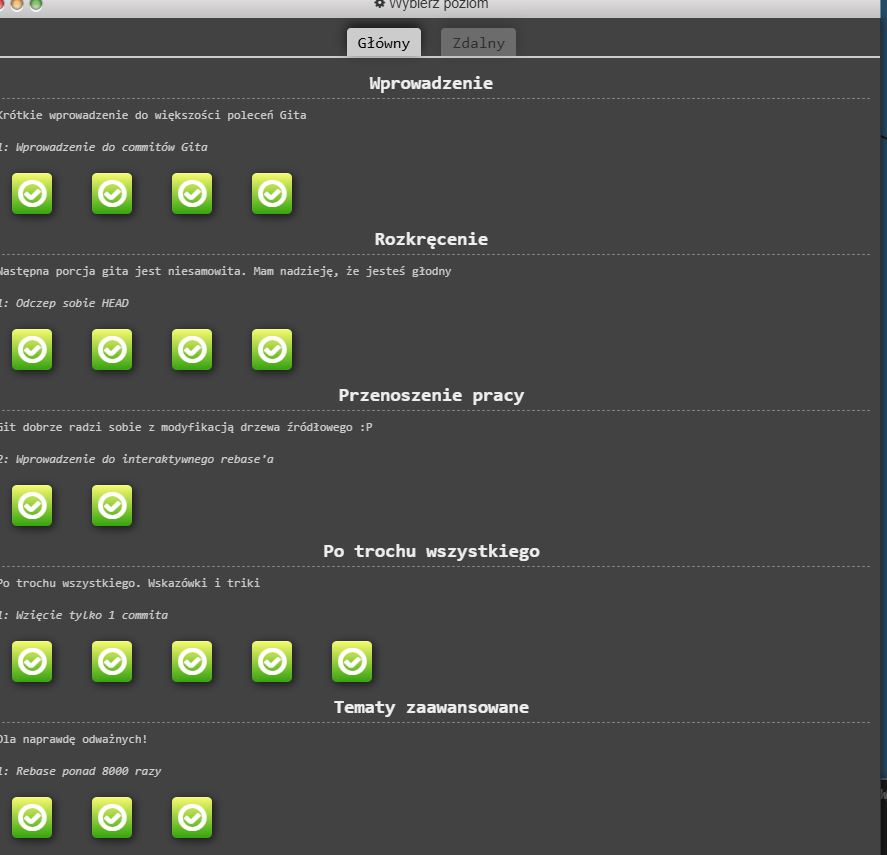 Wybierz poziom
Główny
Zdalny
Wprowadzenie
Krótkie wprowadzenie do większości poleceń Gita
1: Wprowadzenie do commitów Gita
Rozkręcenie
Następna porcja gita jest niesamowita. Mam nadzieję, że jesteś głodny
1: Odczep sobie HEAD
Przenoszenie pracy
Git dobrze radzi sobie z modyfikacją drzewa źródłowego :P
2: Wprowadzenie do interaktywnego rebase'a
Po trochu wszystkiego
Po trochu wszystkiego. Wskazówki i triki
1: Wzięcie tylko 1 commita
Tematy zaawansowane
Dla naprawdę odważnych!
1: Rebase ponad 8000 razy